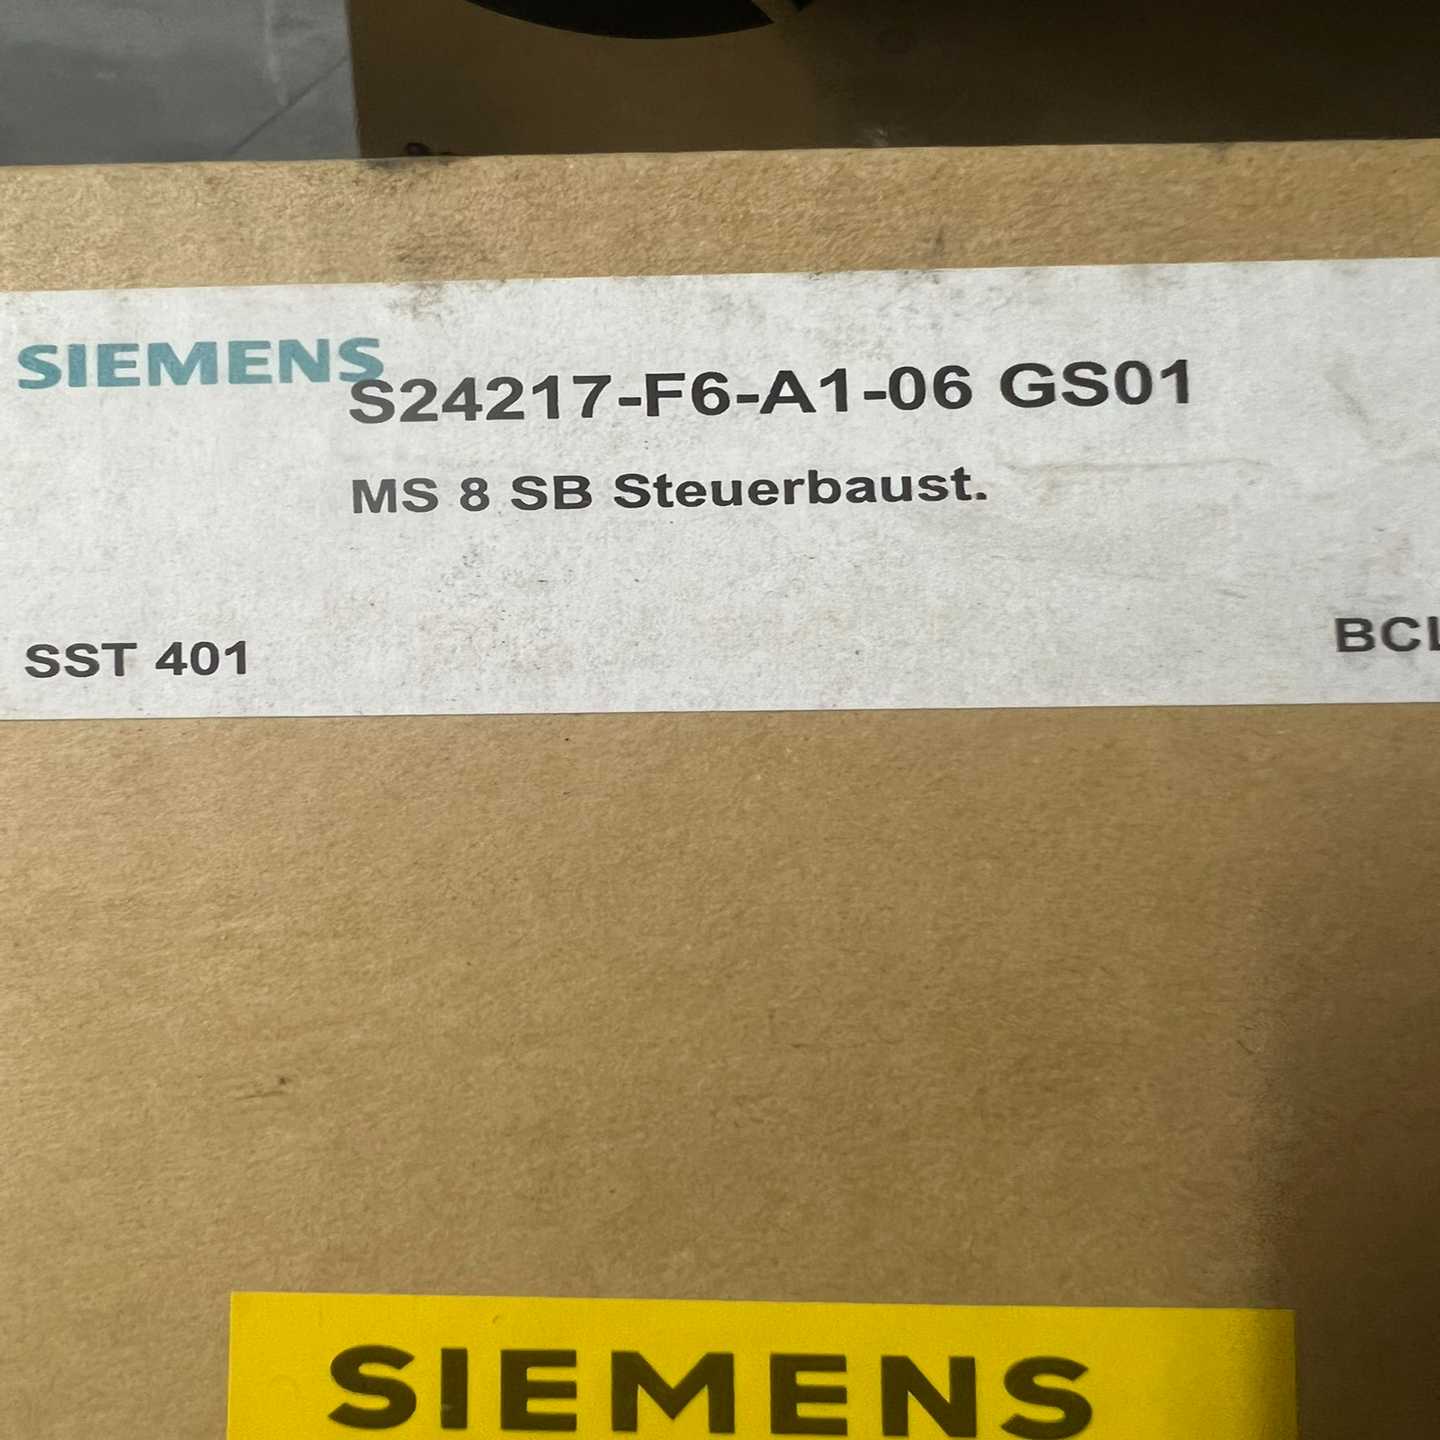 SIEMENS
S24217-F6-A1-06 GS01
MS 8 SB Steuerbaust.
SST 401
SIEMENS